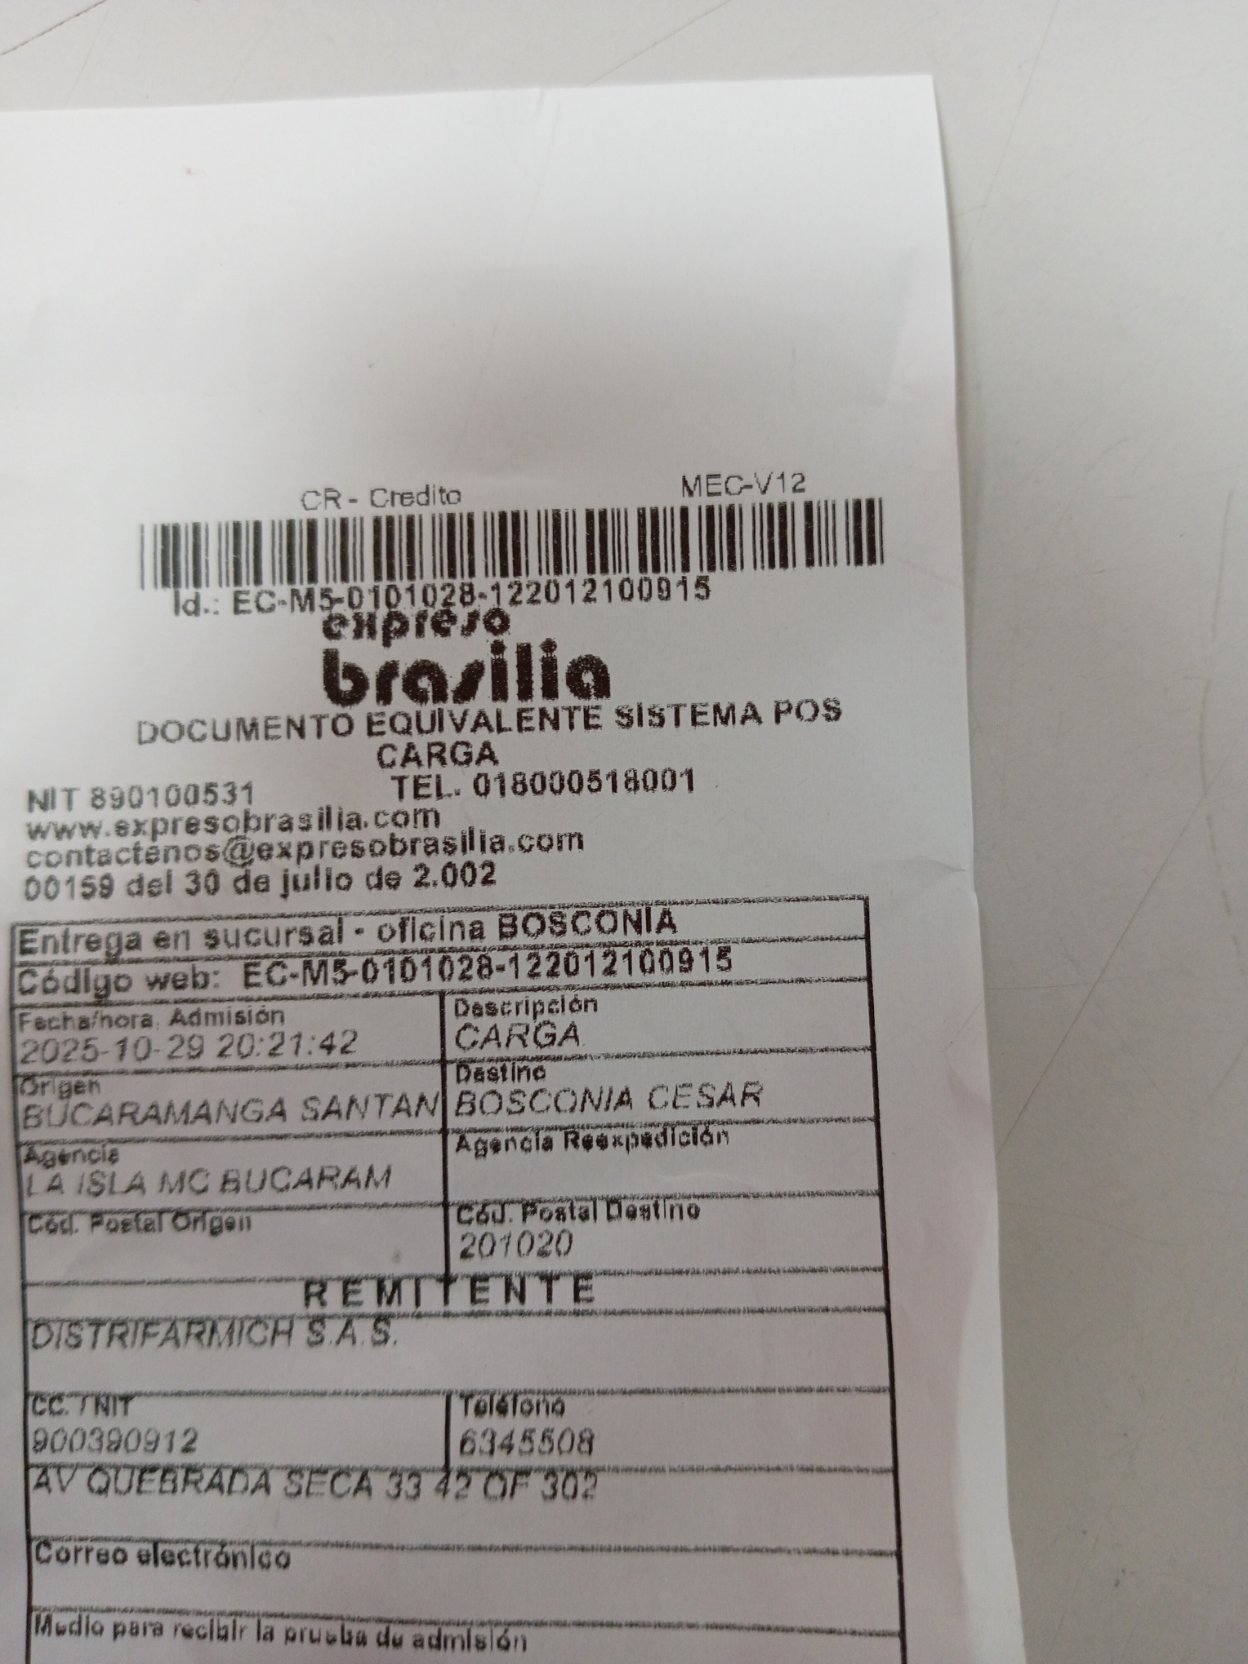 CR - Credito MEC-V12
Id.: EC-M5-0101028-122012100915
expreso
brasilia
DOCUMENTO EQUIVALENTE SISTEMA POS
CARGA
NIT 890100531 TEL. 018000518001
www.expresobrasilia.com
contactenos@expresobrasilia.com
00159 del 30 de julio de 2.002
Entrega en sucursal - oficina BOSCONIA
Código web: EC-M5-0101028-122012100915
Fecha/hora, Admisión Descripción
2025-10-29 20:21:42 CARGA
Origen Destino
BUCARAMANGA SANTAN BOSCONIA CESAR
Agencia Agencia Reexpedición
LA ISLA MC BUCARAM
Cód. Postal Origen Cód. Postal Destino
201020
REMITENTE
DISTRIFARMICH S.A.S.
CC. / NIT Teléfono
900390912 6345508
AV QUEBRADA SECA 33 42 OF 302
Correo electrónico
Medio para recibir la prueba de admisión